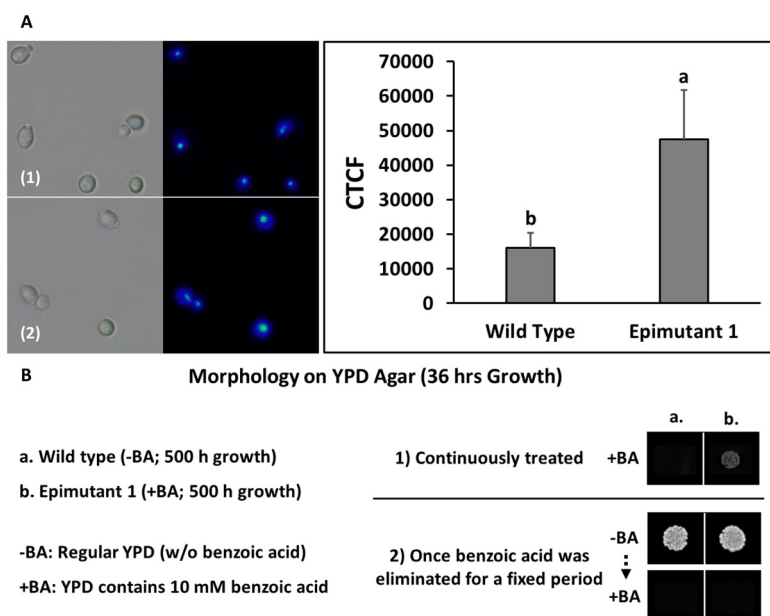 A
(1)
(2)
CTCF
70000
60000
50000
40000
30000
20000
10000
0
a
b
Wild Type
Epimutant 1
B
Morphology on YPD Agar (36 hrs Growth)
a. Wild type (-BA; 500 h growth)
b. Epimutant 1 (+BA; 500 h growth)
-BA: Regular YPD (w/o benzoic acid)
+BA: YPD contains 10 mM benzoic acid
a.
b.
1) Continuously treated
+BA
2) Once benzoic acid was
eliminated for a fixed period
-BA
+BA